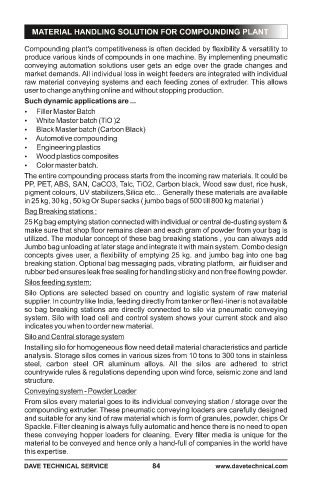 MATERIAL HANDLING SOLUTION FOR COMPOUNDING PLANT
Compounding plant's competitiveness is often decided by flexibility & versatility to
produce various kinds of compounds in one machine. By implementing pneumatic
conveying automation solutions user gets an edge over the grade changes and
market demands. All individual loss in weight feeders are integrated with individual
raw material conveying systems and each feeding zones of extruder. This allows
user to change anything online and without stopping production.
Such dynamic applications are ...
• Filler Master Batch
• White Master batch (TiO )2
• Black Master batch (Carbon Black)
• Automotive compounding
• Engineering plastics
• Wood plastics composites
• Color master batch.
The entire compounding process starts from the incoming raw materials. It could be
PP, PET, ABS, SAN, CaCO3, Talc, TiO2, Carbon black, Wood saw dust, rice husk,
pigment colours, UV stabilizers,Silica etc... Generally these materials are available
in 25 kg, 30 kg , 50 kg Or Super sacks ( jumbo bags of 500 till 800 kg material )
Bag Breaking stations :
25 Kg bag emptying station connected with individual or central de-dusting system &
make sure that shop floor remains clean and each gram of powder from your bag is
utilized. The modular concept of these bag breaking stations , you can always add
Jumbo bag unloading at later stage and integrate it with main system. Combo design
concepts gives user, a flexibility of emptying 25 kg. and jumbo bag into one bag
breaking station. Optional bag messaging pads, vibrating platform, air fluidiser and
rubber bed ensures leak free sealing for handling sticky and non free flowing powder.
Silos feeding system:
Silo Options are selected based on country and logistic system of raw material
supplier. In country like India, feeding directly from tanker or flexi-liner is not available
so bag breaking stations are directly connected to silo via pneumatic conveying
system. Silo with load cell and control system shows your current stock and also
indicates you when to order new material.
Silo and Central storage system
Installing silo for homogeneous flow need detail material characteristics and particle
analysis. Storage silos comes in various sizes from 10 tons to 300 tons in stainless
steel, carbon steel OR aluminum alloys. All the silos are adhered to strict
countrywide rules & regulations depending upon wind force, seismic zone and land
structure.
Conveying system - Powder Loader
From silos every material goes to its individual conveying station / storage over the
compounding extruder. These pneumatic conveying loaders are carefully designed
and suitable for any kind of raw material which is form of granules, powder, chips Or
Spackle. Filter cleaning is always fully automatic and hence there is no need to open
these conveying hopper loaders for cleaning. Every filter media is unique for the
material to be conveyed and hence only a hand-full of companies in the world have
this expertise.
DAVE TECHNICAL SERVICE 84 www.davetechnical.com